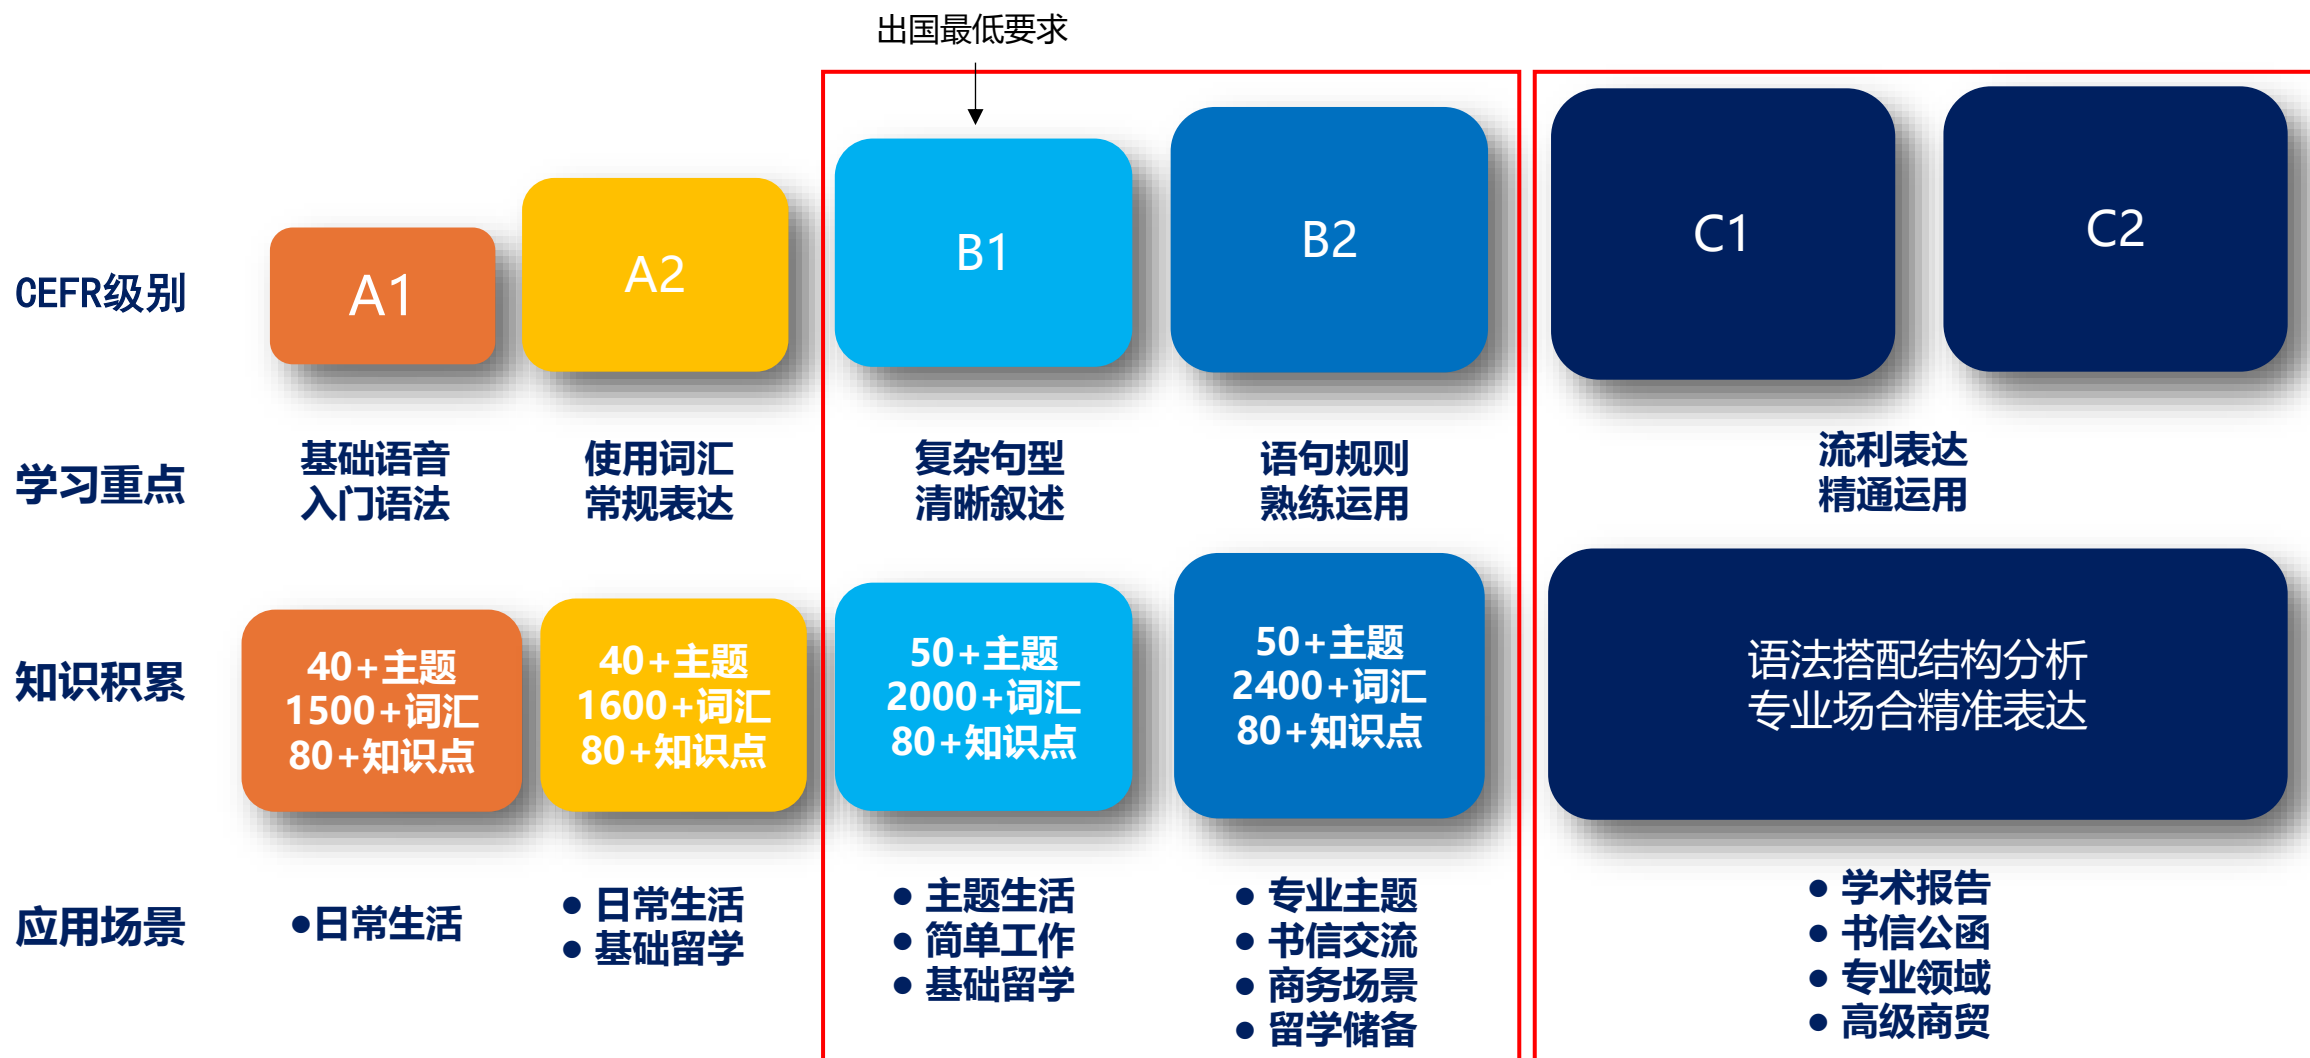 出国最低要求
CEFR级别
A1
A2
B1
B2
C1
C2
学习重点
基础语音
入门语法
使用词汇
常规表达
复杂句型
清晰叙述
语句规则
熟练运用
流利表达
精通运用
知识积累
40+主题
1500+词汇
80+知识点
40+主题
1600+词汇
80+知识点
50+主题
2000+词汇
80+知识点
50+主题
2400+词汇
80+知识点
语法搭配结构分析
专业场合精准表达
应用场景
●日常生活
● 日常生活
● 基础留学
● 主题生活
● 简单工作
● 基础留学
● 专业主题
● 书信交流
● 商务场景
● 留学储备
● 学术报告
● 书信公函
● 专业领域
● 高级商贸